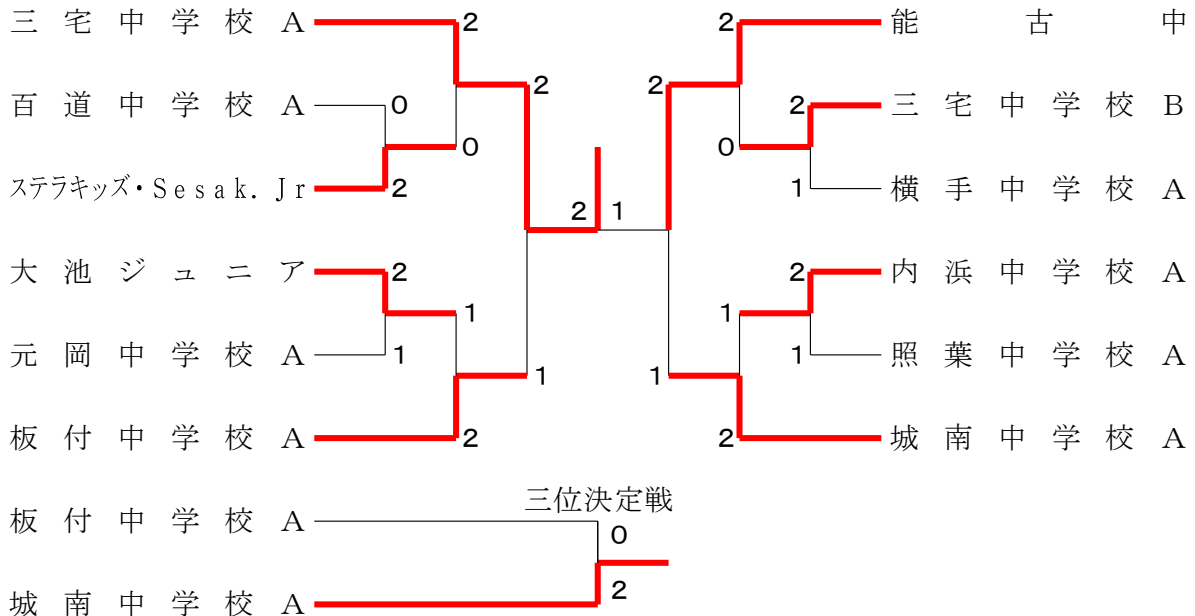 三宅中学校A 2 2 能古中
2 2
百道中学校A 0 2 三宅中学校B
0 0
ステラキッズ・Sesak.Jr 2 1 横手中学校A
2 1
大池ジュニア 2 2 内浜中学校A
1 1
元岡中学校A 1 1 照葉中学校A
1 1
板付中学校A 2 2 城南中学校A
三位決定戦
板付中学校A 0
城南中学校A 2